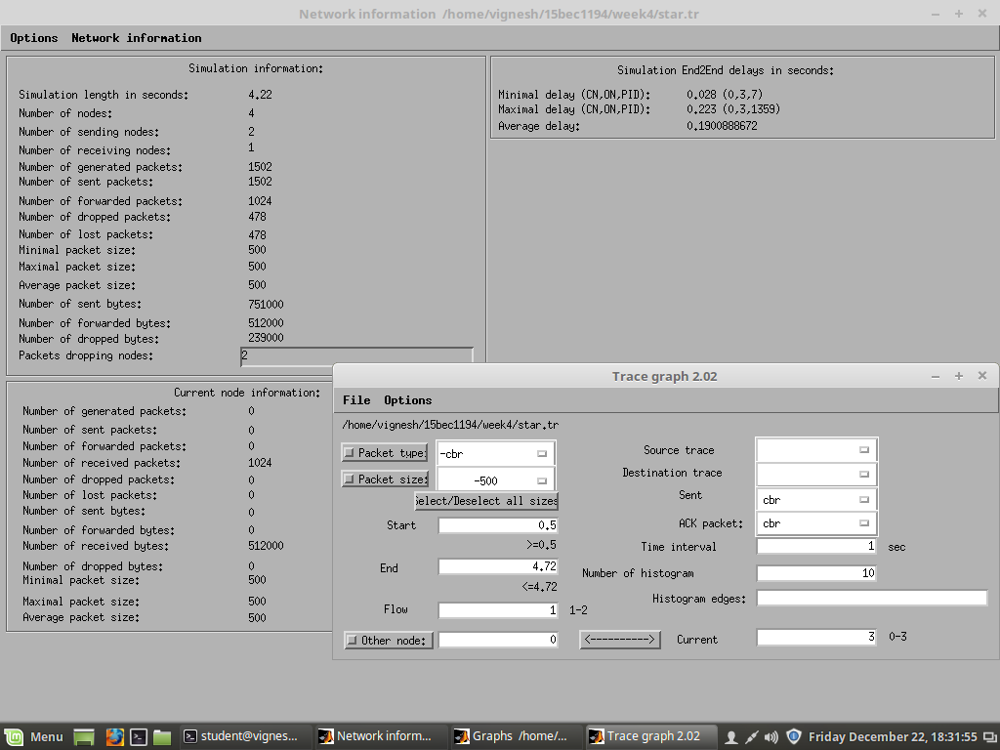 Network information  /home/vignesh/15bec1194/week4/star.tr
Options  Network information
Simulation information:
Simulation length in seconds: 4.22
Number of nodes: 4
Number of sending nodes: 2
Number of receiving nodes: 1
Number of generated packets: 1502
Number of sent packets: 1502
Number of forwarded packets: 1024
Number of dropped packets: 478
Number of lost packets: 478
Minimal packet size: 500
Maximal packet size: 500
Average packet size: 500
Number of sent bytes: 751000
Number of forwarded bytes: 512000
Number of dropped bytes: 239000
Packets dropping nodes: 2
Simulation End2End delays in seconds:
Minimal delay (CN,ON,PID): 0.028 (0,3,7)
Maximal delay (CN,ON,PID): 0.223 (0,3,1359)
Average delay: 0.1900888672
Current node information:
Number of generated packets: 0
Number of sent packets: 0
Number of forwarded packets: 0
Number of received packets: 1024
Number of dropped packets: 0
Number of lost packets: 0
Number of sent bytes: 0
Number of forwarded bytes: 0
Number of received bytes: 512000
Number of dropped bytes: 0
Minimal packet size: 500
Maximal packet size: 500
Average packet size: 500
Trace graph 2.02
File  Options
/home/vignesh/15bec1194/week4/star.tr
Packet type: -cbr
Packet size: -500
elect/Deselect all sizes
Start 0.5
>=0.5
End 4.72
<=4.72
Flow 1 1-2
Other node: 0
Source trace
Destination trace
Sent cbr
ACK packet: cbr
Time interval 1 sec
Number of histogram 10
Histogram edges:
<----------> Current 3 0-3
Menu student@vignes... Network inform... Graphs /home/... Trace graph 2.02 Friday December 22, 18:31:55